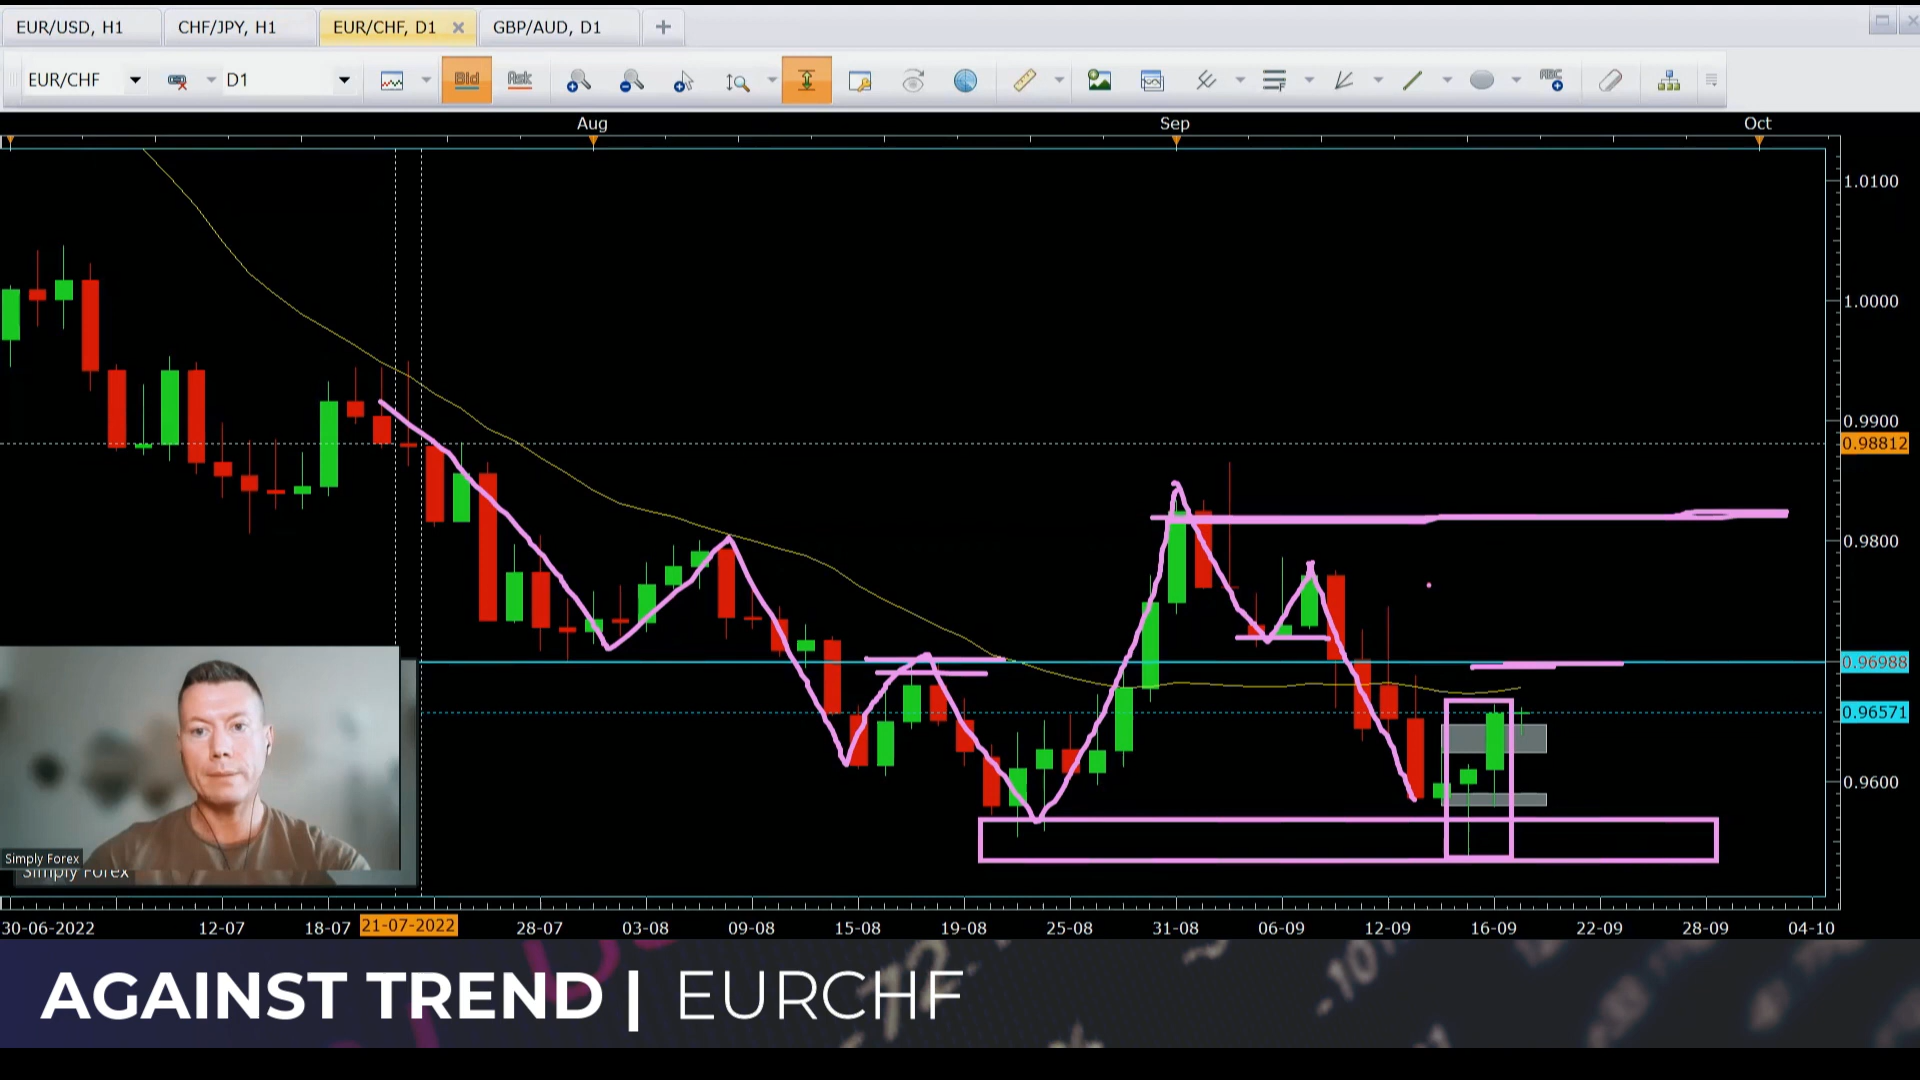 EUR/USD, H1 CHF/JPY, H1 EUR/CHF, D1 GBP/AUD, D1
EUR/CHF D1 Bid Ask ABC
Aug Sep Oct
1.0100
1.0000
0.9900
0.98812
0.9800
0.96988
0.96571
0.9600
Simply Forex
Simply Forex
30-06-2022 12-07 18-07 21-07-2022 28-07 03-08 09-08 15-08 19-08 25-08 31-08 06-09 12-09 16-09 22-09 28-09 04-10
AGAINST TREND | EURCHF